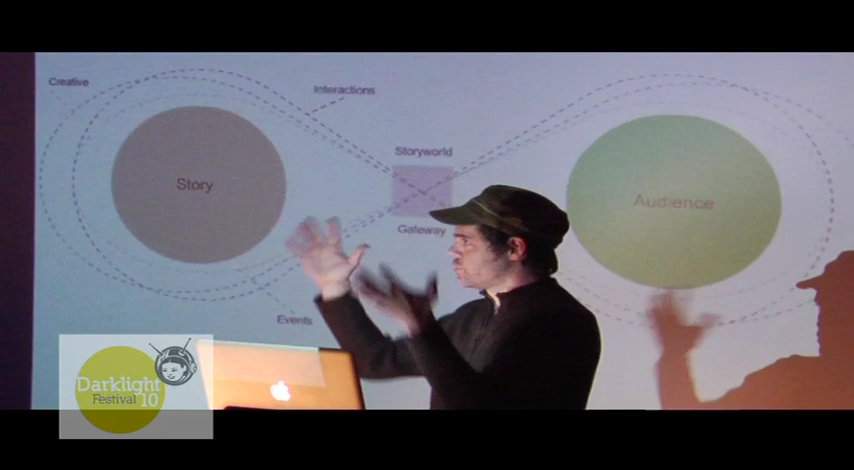 Creative
Interactions
Storyworld
Story
Audience
Gateway
Events
Darklight
Festival '10